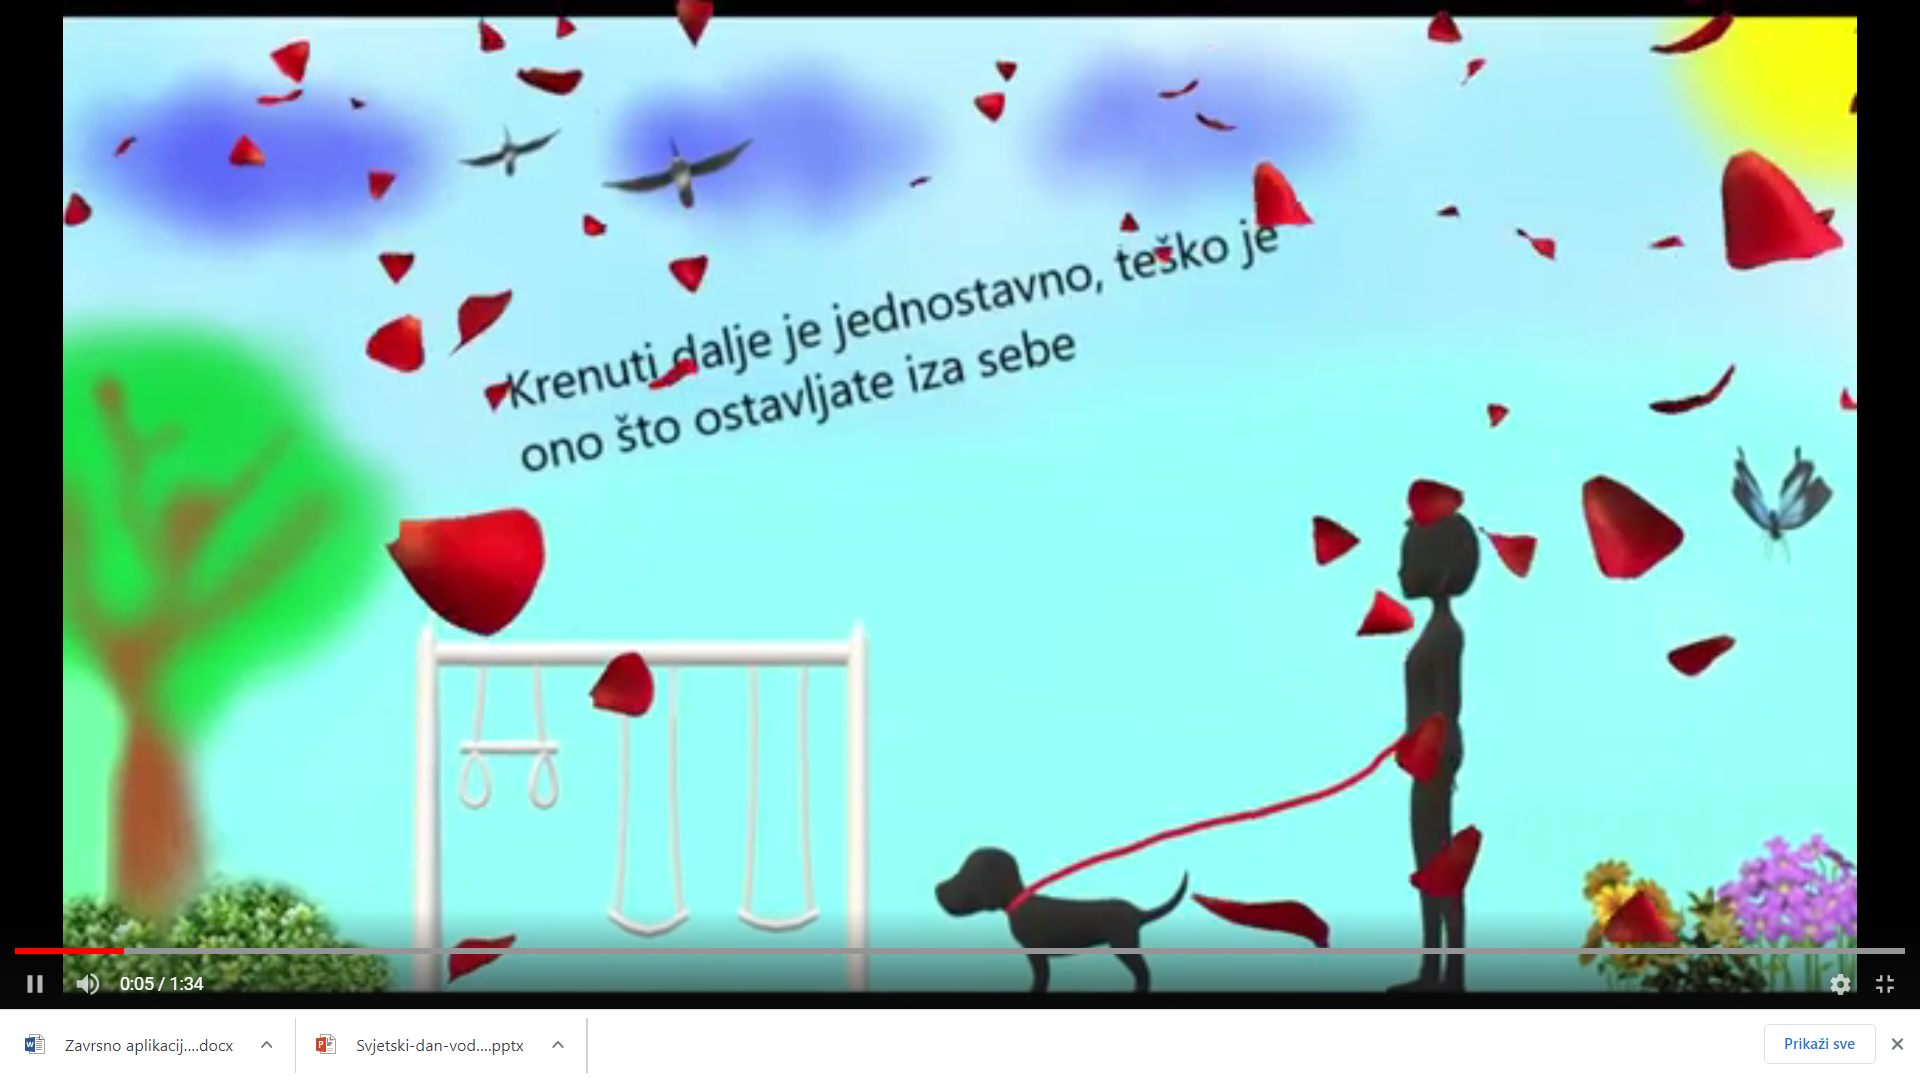 Krenuti dalje je jednostavno, teško je
ono što ostavljate iza sebe
0:05 / 1:34
Zavrsno aplikacij....docx
Svjetski-dan-vod....pptx
Prikaži sve